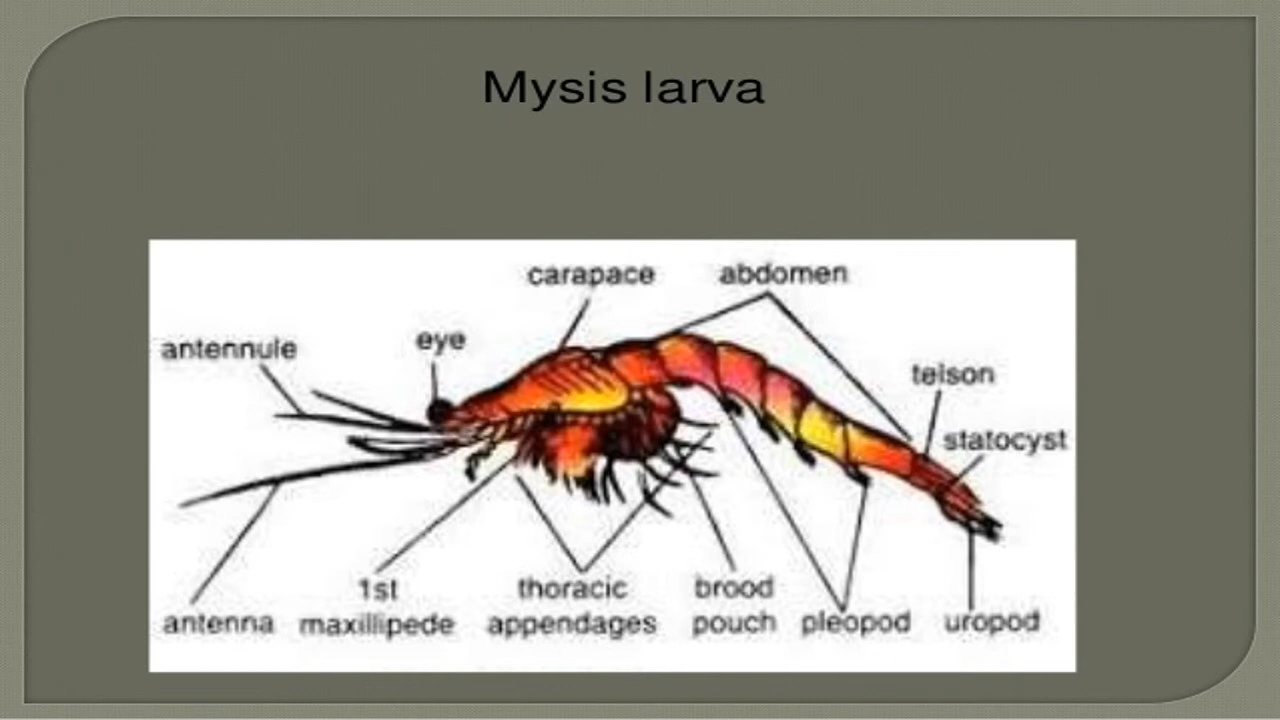 Mysis larva
carapace
abdomen
antennule
eye
telson
statocyst
1st
maxillipede
thoracic
appendages
brood
pouch
antenna
pleopod
uropod